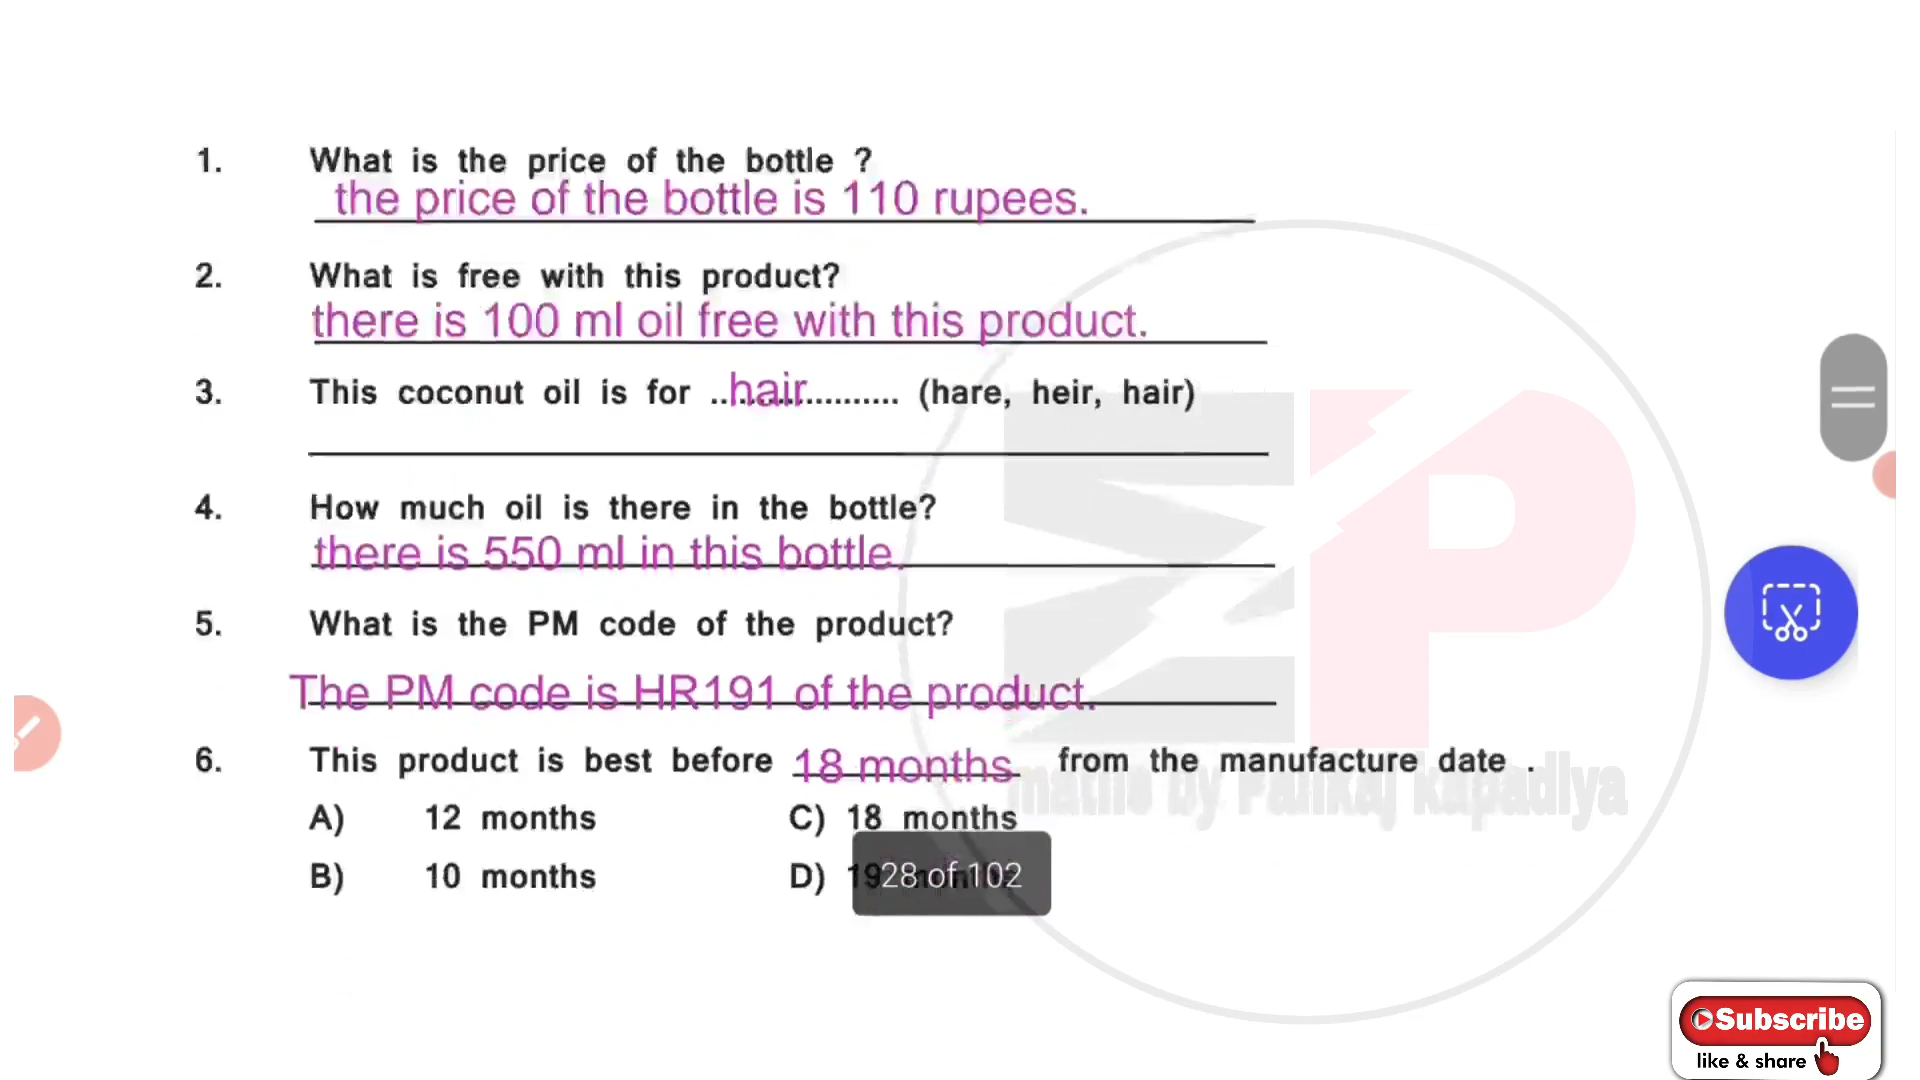 1. What is the price of the bottle ?
the price of the bottle is 110 rupees.
2. What is free with this product?
there is 100 ml oil free with this product.
3. This coconut oil is for ..hair.......... (hare, heir, hair)
4. How much oil is there in the bottle?
there is 550 ml in this bottle.
5. What is the PM code of the product?
The PM code is HR191 of the product.
6. This product is best before 18 months from the manufacture date .
maths by Pankaj Kapadiya
A) 12 months C) 18 months
B) 10 months D) 19
28 of 102
Subscribe
like & share